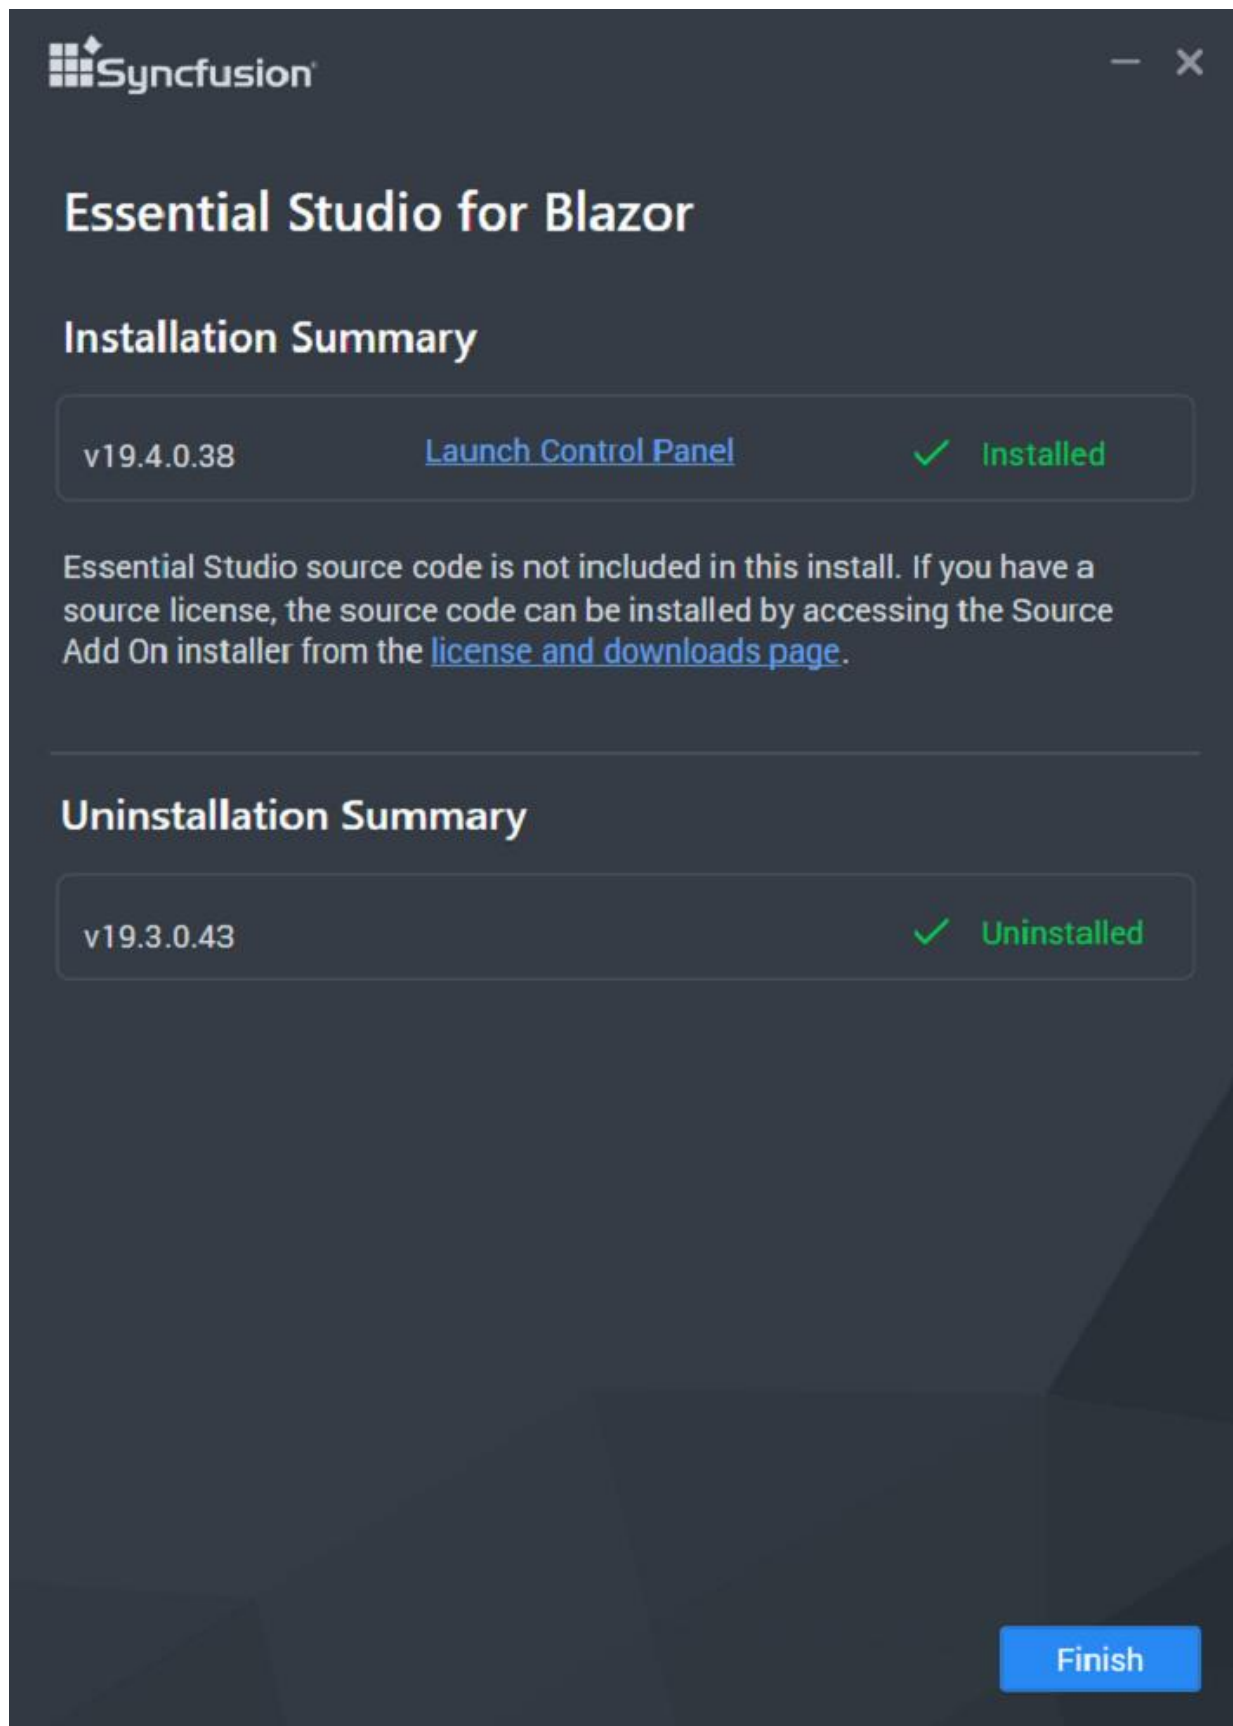 Syncfusion®
Essential Studio for Blazor
Installation Summary
v19.4.0.38 Launch Control Panel Installed
Essential Studio source code is not included in this install. If you have a
source license, the source code can be installed by accessing the Source
Add On installer from the license and downloads page.
Uninstallation Summary
v19.3.0.43 Uninstalled
Finish